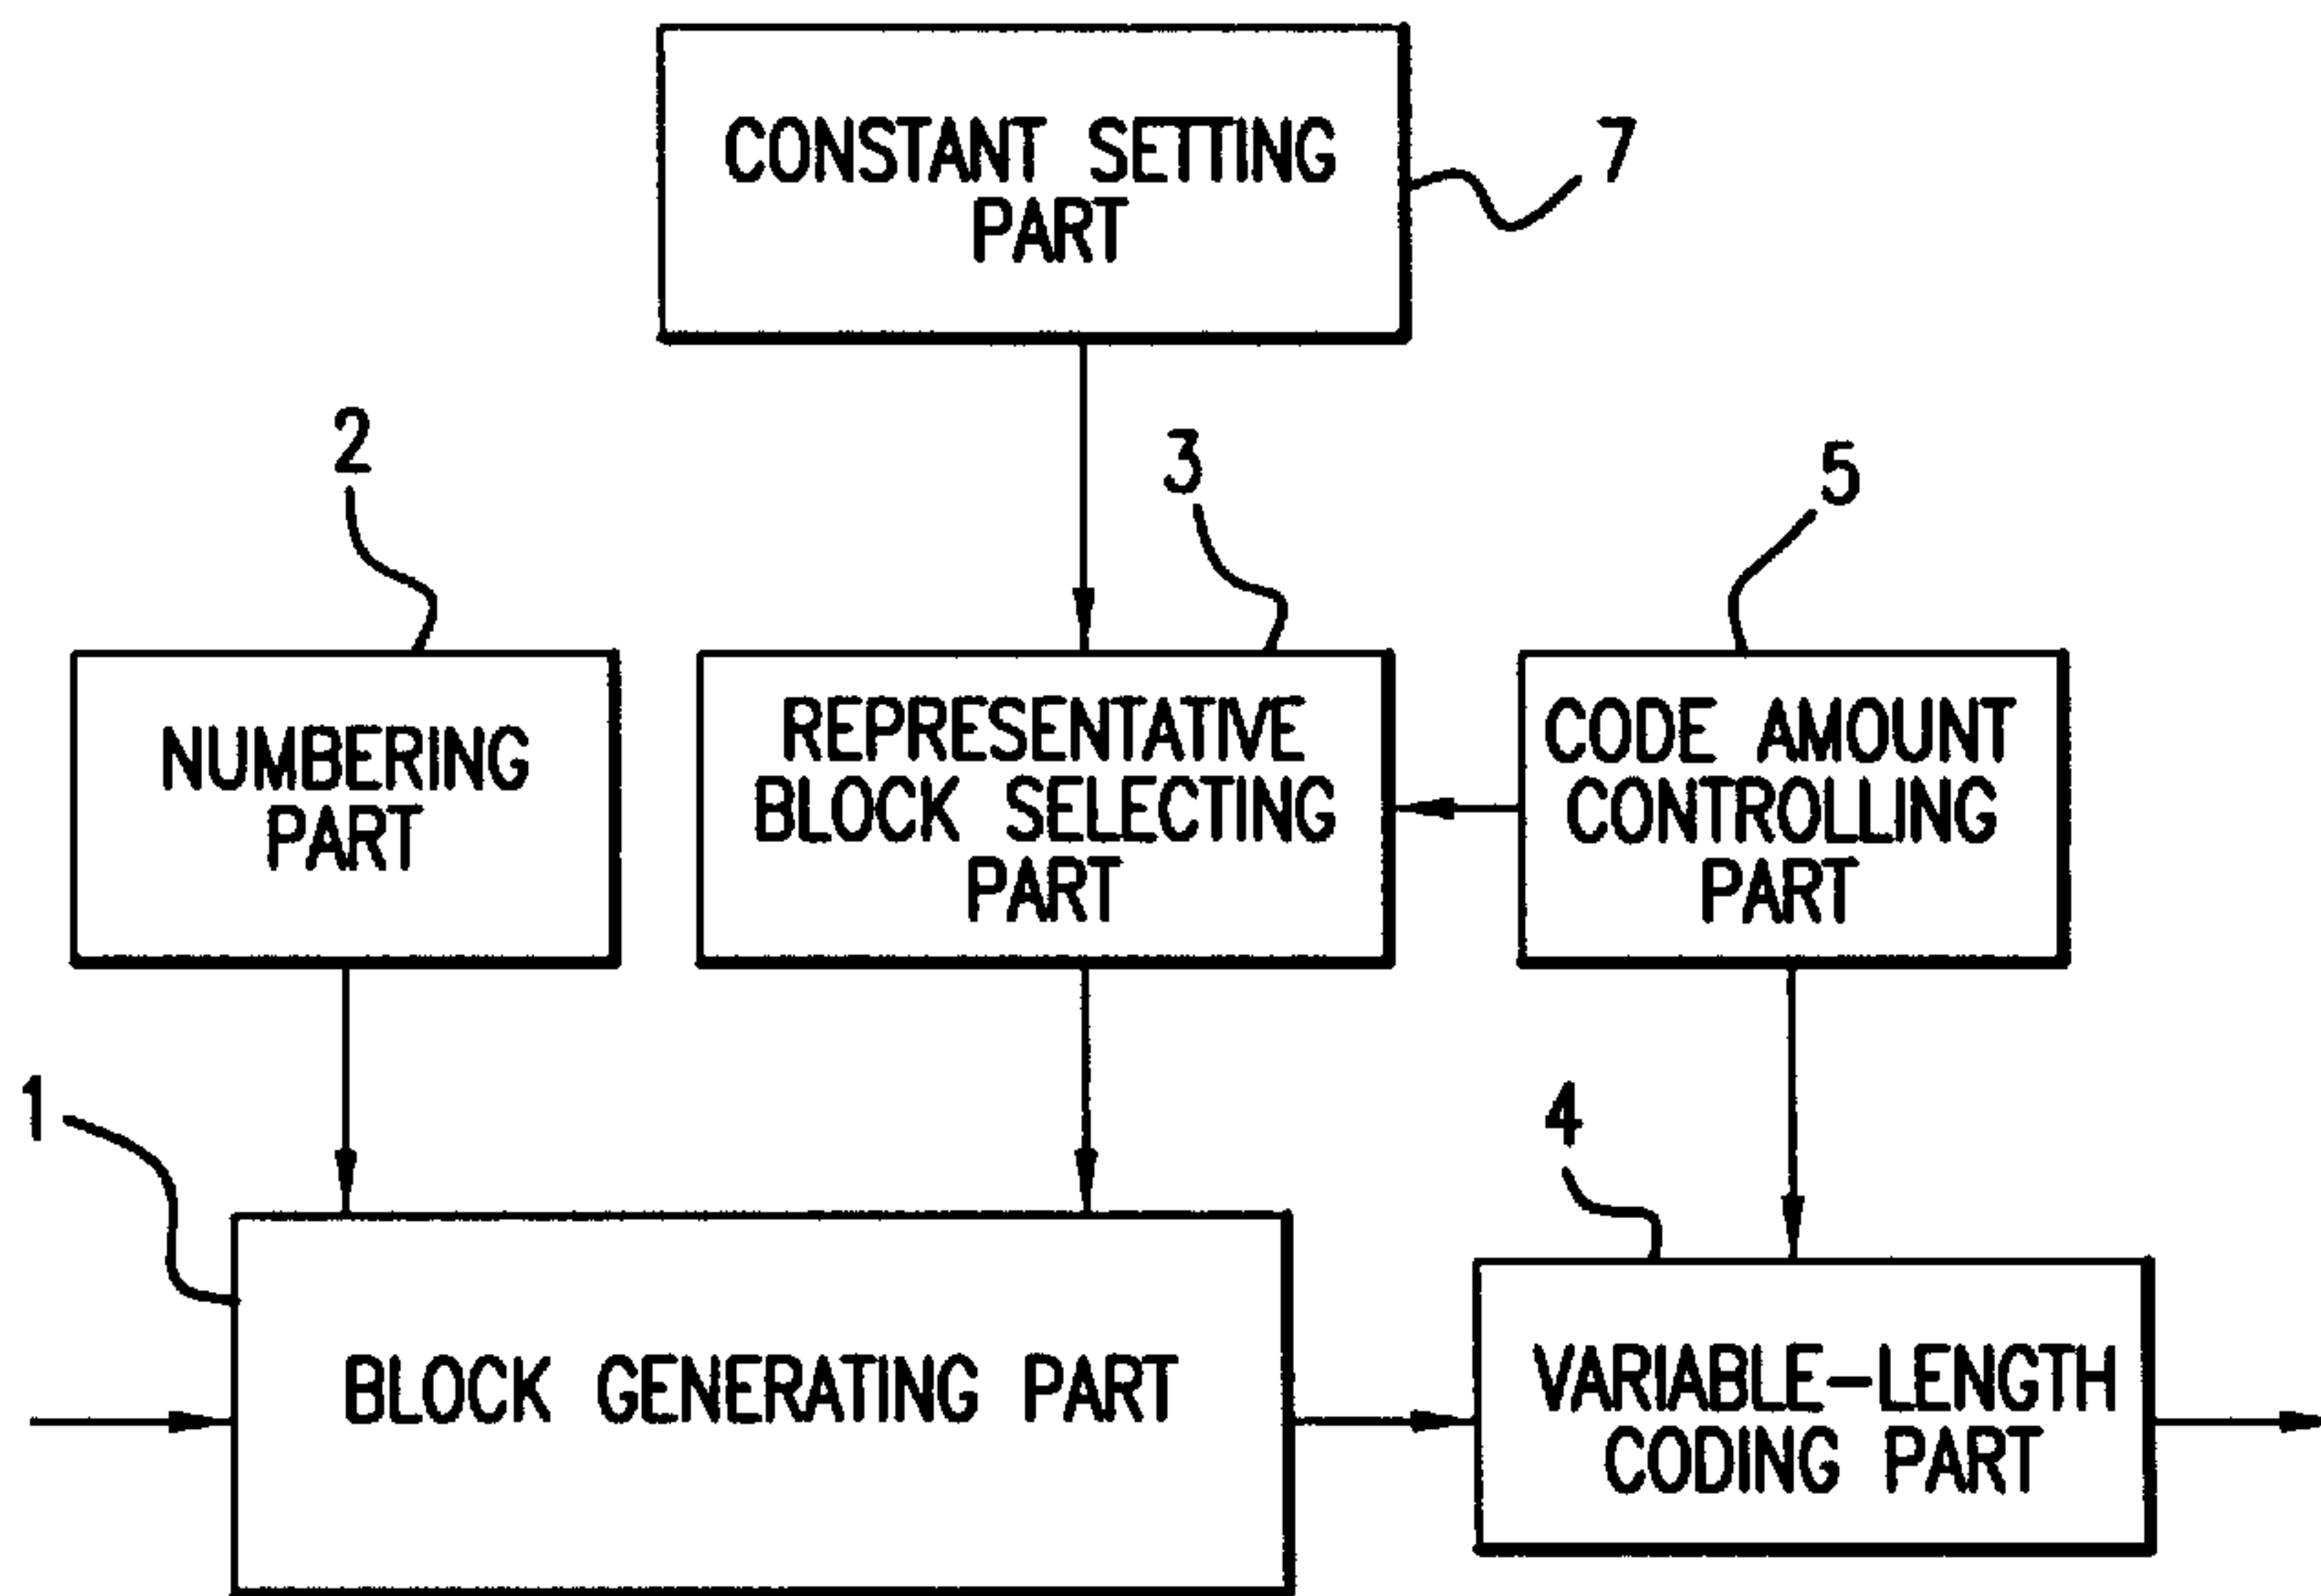 CONSTANT SETTING
PART
7
2
3
5
NUMBERING
PART
REPRESENTATIVE
BLOCK SELECTING
PART
CODE AMOUNT
CONTROLLING
PART
1
4
BLOCK GENERATING PART
VARIABLE-LENGTH
CODING PART